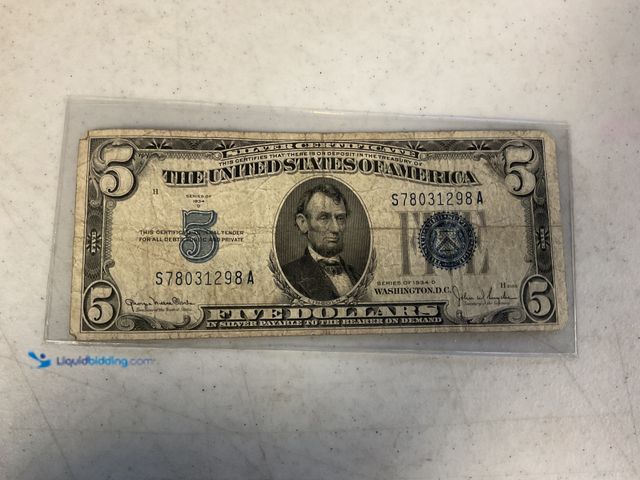 5 SILVER CERTIFICATE 5
THIS CERTIFIES THAT THERE IS ON DEPOSIT IN THE TREASURY OF
THE UNITED STATES OF AMERICA
H
SERIES OF
1934
D
S78031298A
THIS CERTIFICATE IS LEGAL TENDER
FOR ALL DEBTS PUBLIC AND PRIVATE
5
FIVE
FIVE
FIVE
S78031298A
SERIES OF 1934 D
WASHINGTON, D.C.
H
5 FIVE DOLLARS 5
IN SILVER PAYABLE TO THE BEARER ON DEMAND
Liquidbidding.com